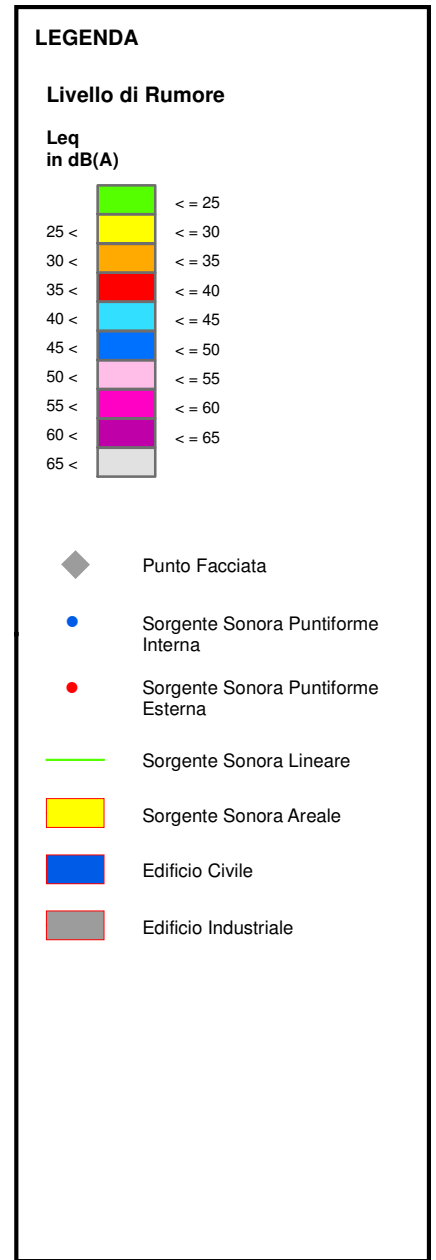 LEGENDA
Livello di Rumore
Leq
in dB(A)
<= 25
25 < <= 30
30 < <= 35
35 < <= 40
40 < <= 45
45 < <= 50
50 < <= 55
55 < <= 60
60 < <= 65
65 <
Punto Facciata
Sorgente Sonora Puntiforme
Interna
Sorgente Sonora Puntiforme
Esterna
Sorgente Sonora Lineare
Sorgente Sonora Areale
Edificio Civile
Edificio Industriale